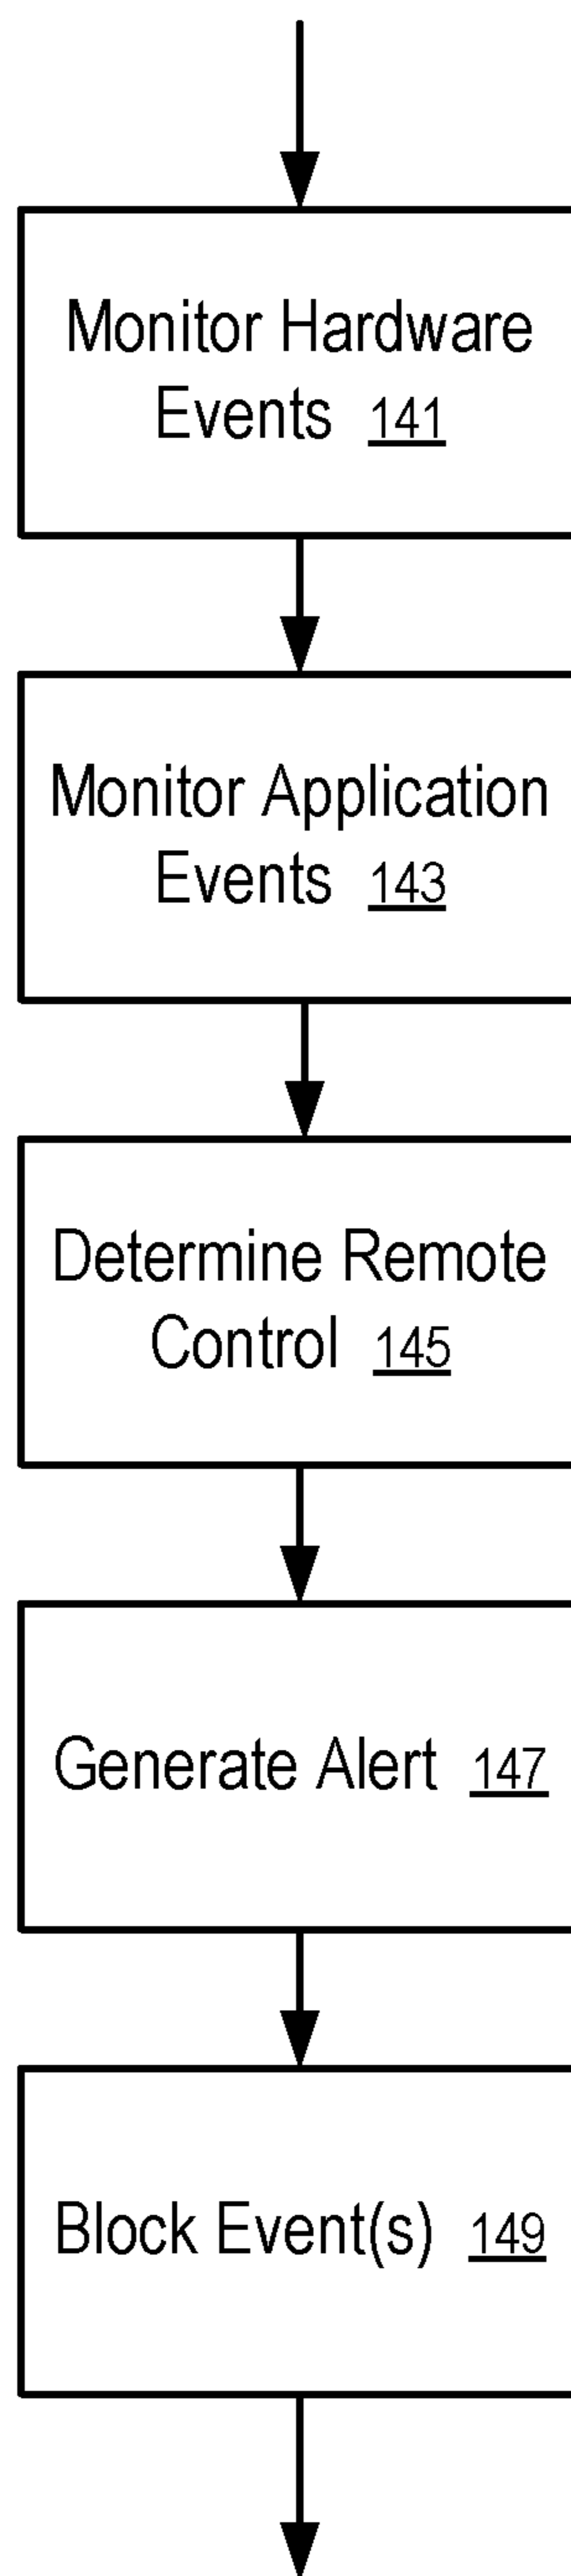 Monitor Hardware
Events 141
Monitor Application
Events 143
Determine Remote
Control 145
Generate Alert 147
Block Event(s) 149